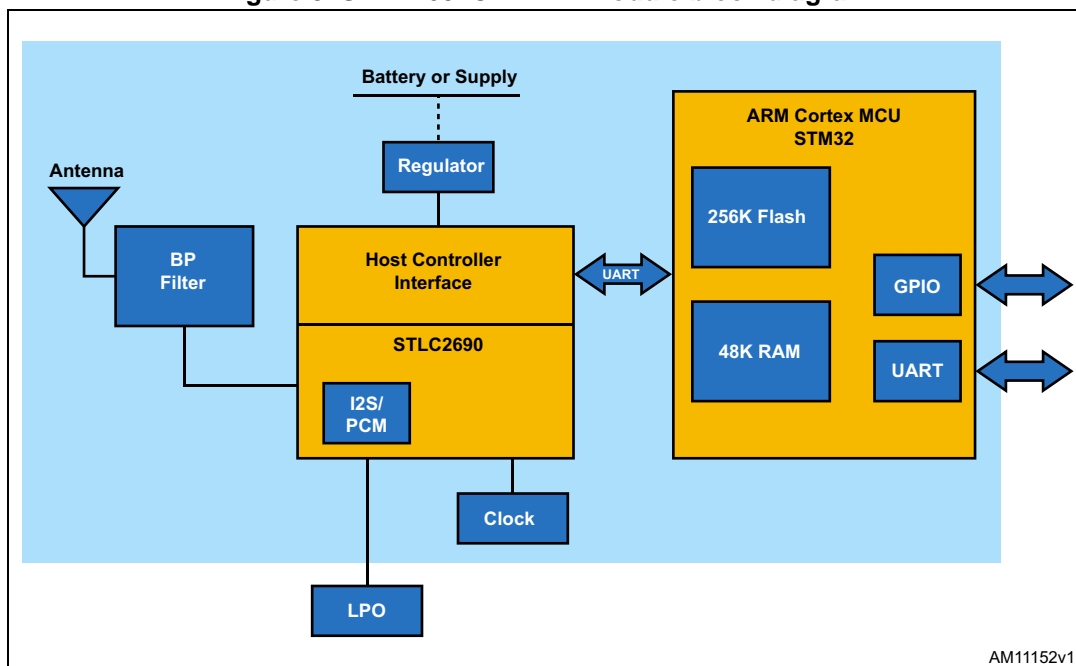 Battery or Supply
ARM Cortex MCU
STM32
Antenna
Regulator
256K Flash
BP
Filter
Host Controller
Interface
UART
GPIO
STLC2690
48K RAM
UART
I2S/
PCM
Clock
LPO
AM11152v1